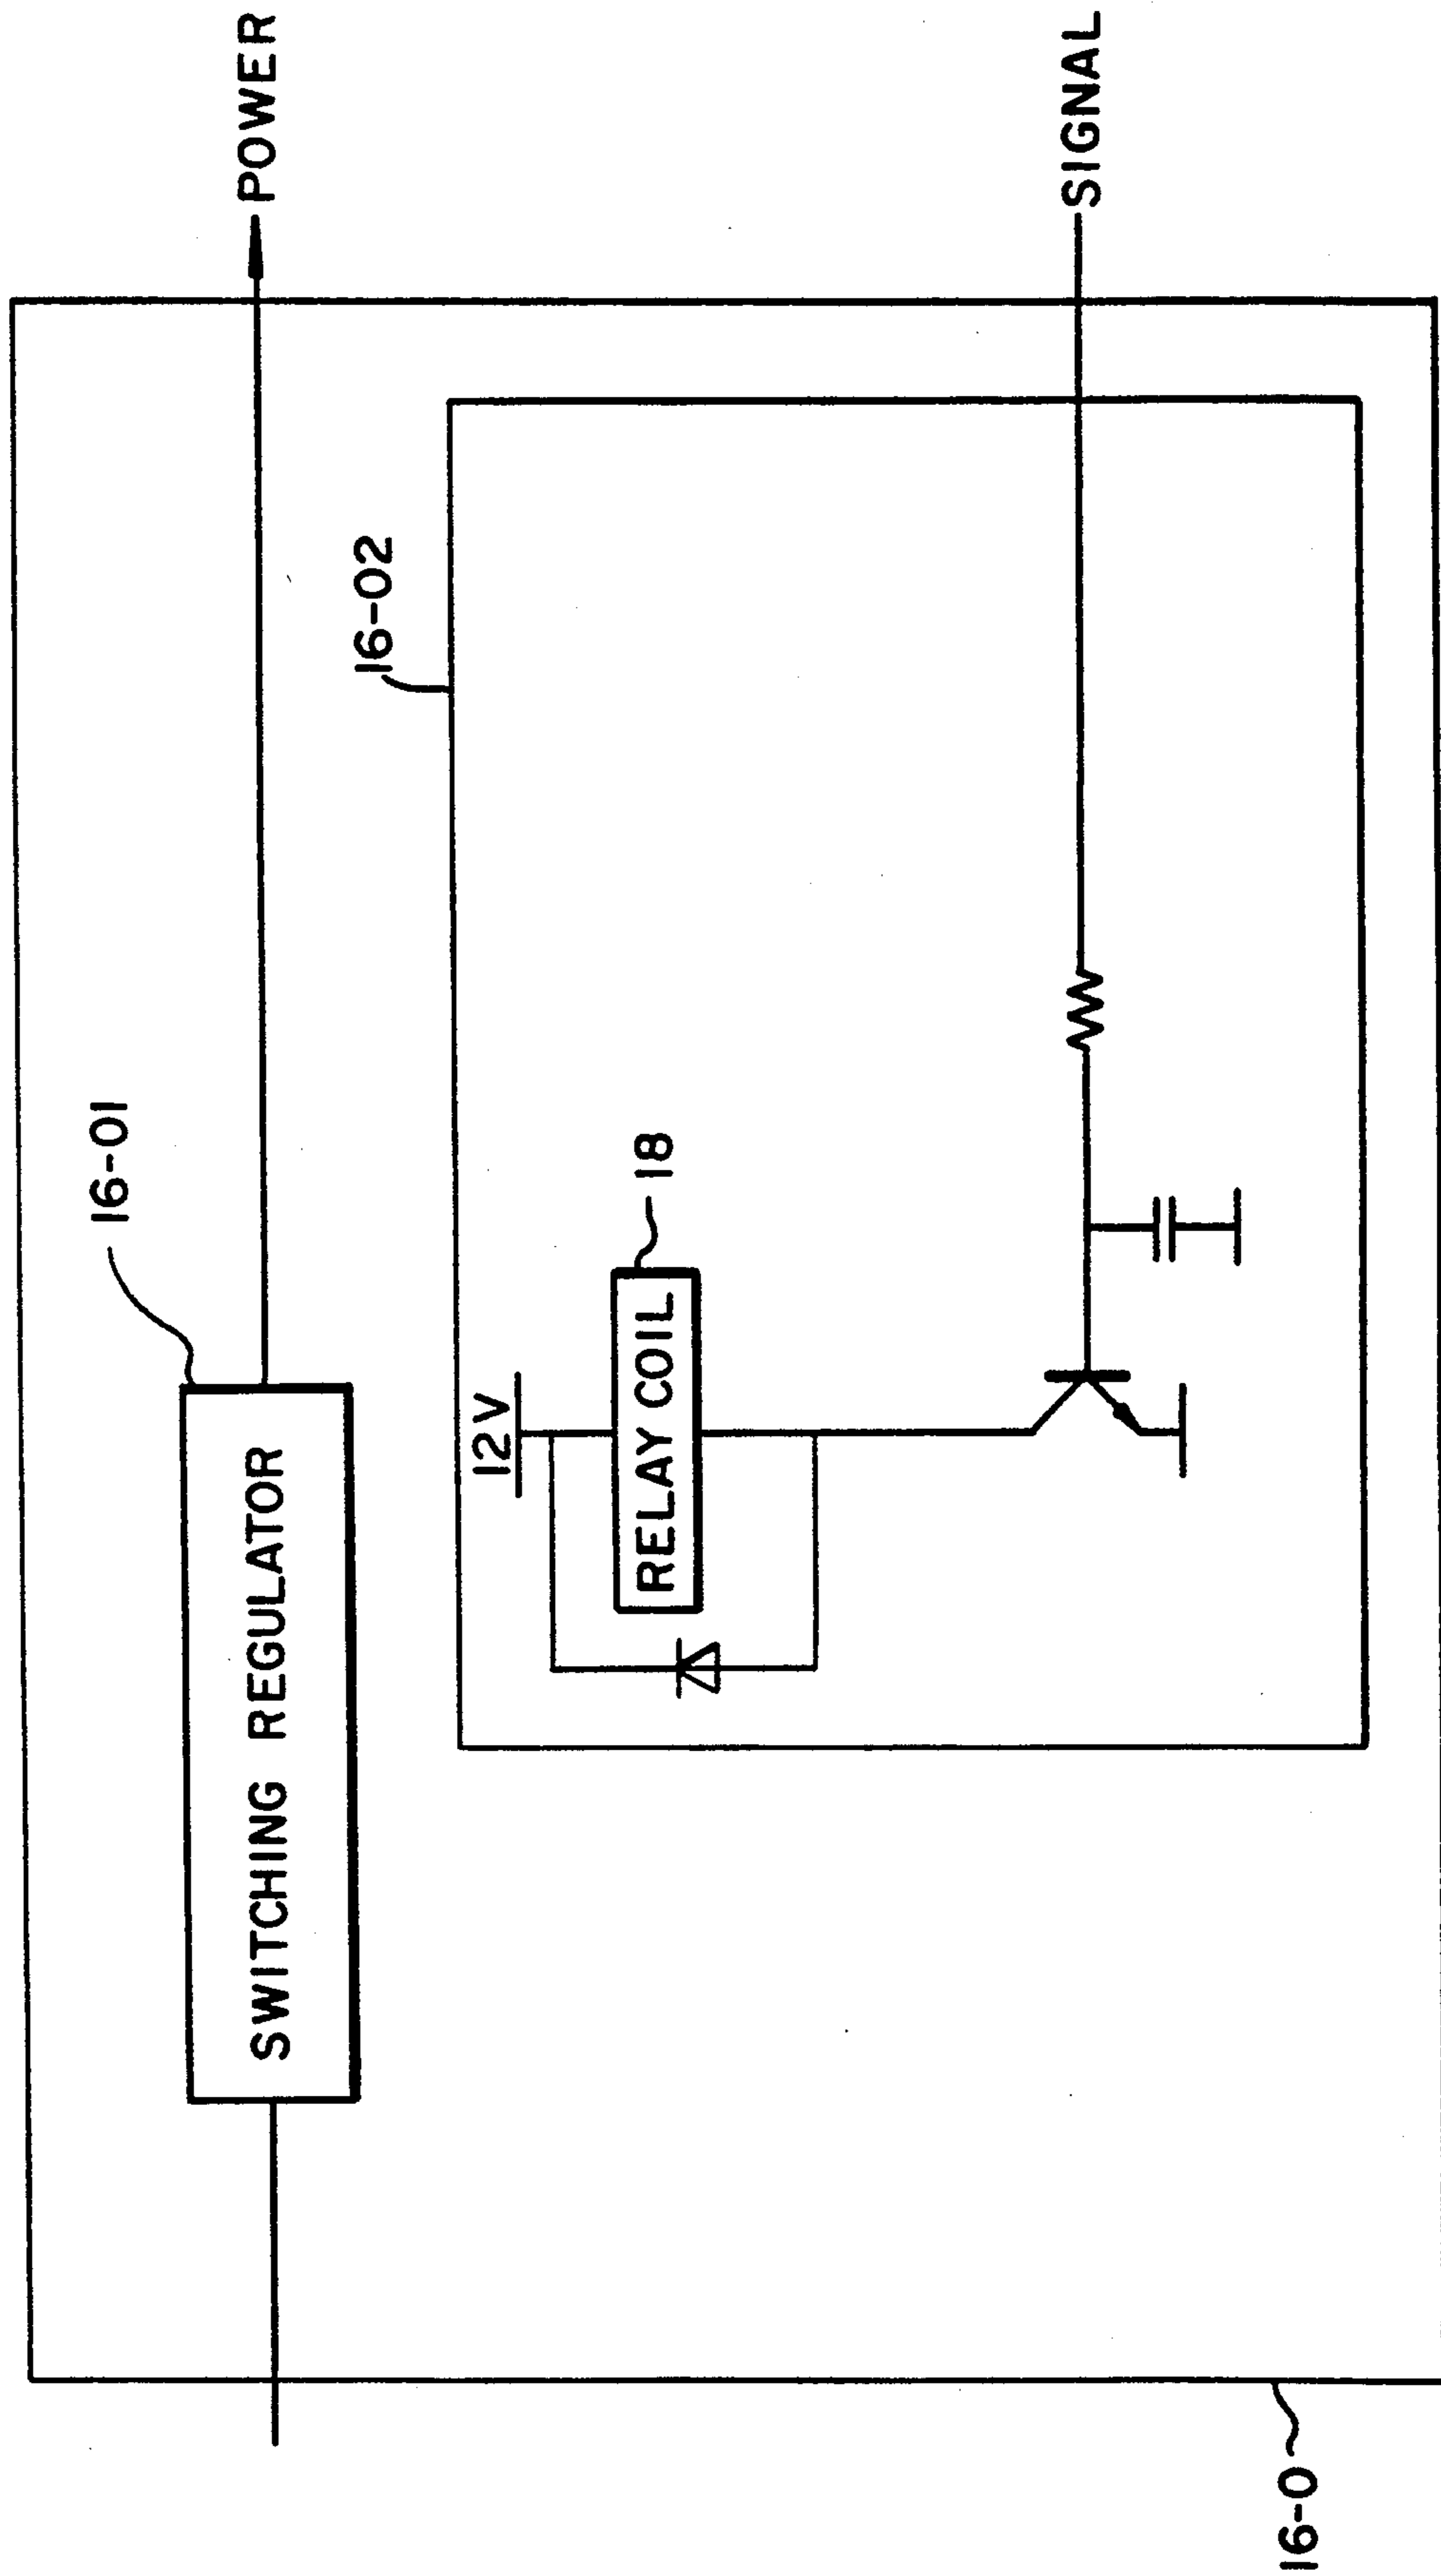 16-01
SWITCHING REGULATOR
POWER
16-02
12V
RELAY COIL
18
SIGNAL
16-0